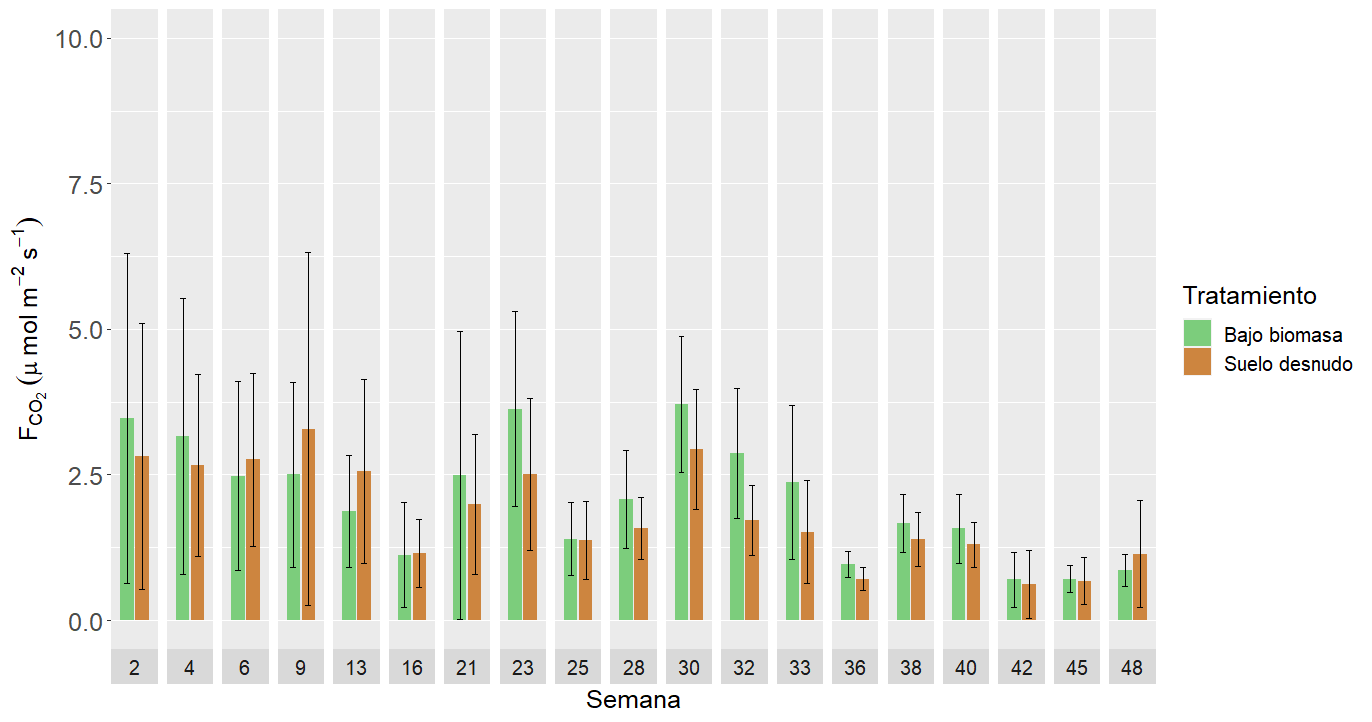 10.0
7.5
5.0
2.5
0.0
F_CO₂ (μ mol m⁻² s⁻¹)
2 4 6 9 13 16 21 23 25 28 30 32 33 36 38 40 42 45 48
Semana
Tratamiento
Bajo biomasa
Suelo desnudo